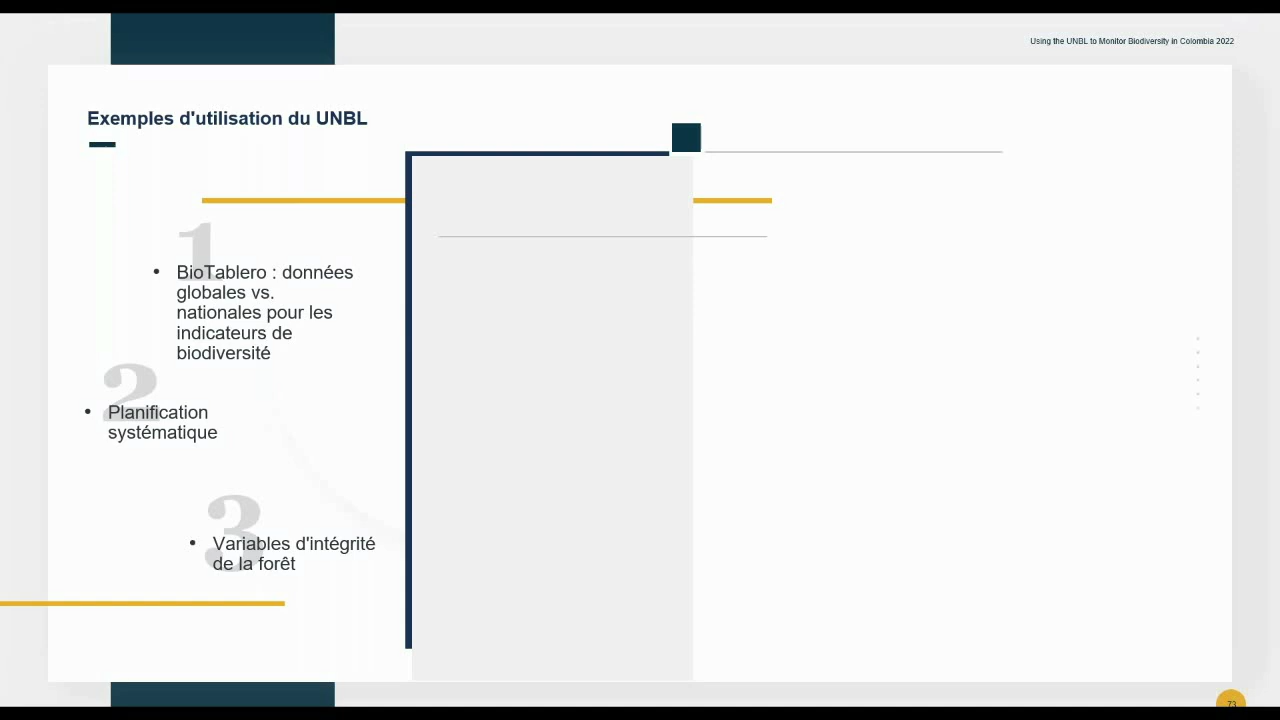 Using the UNBL to Monitor Biodiversity in Colombia 2022
Exemples d'utilisation du UNBL
1
• BioTablero : données
globales vs.
nationales pour les
indicateurs de
biodiversité
2
• Planification
systématique
3
• Variables d'intégrité
de la forêt
73